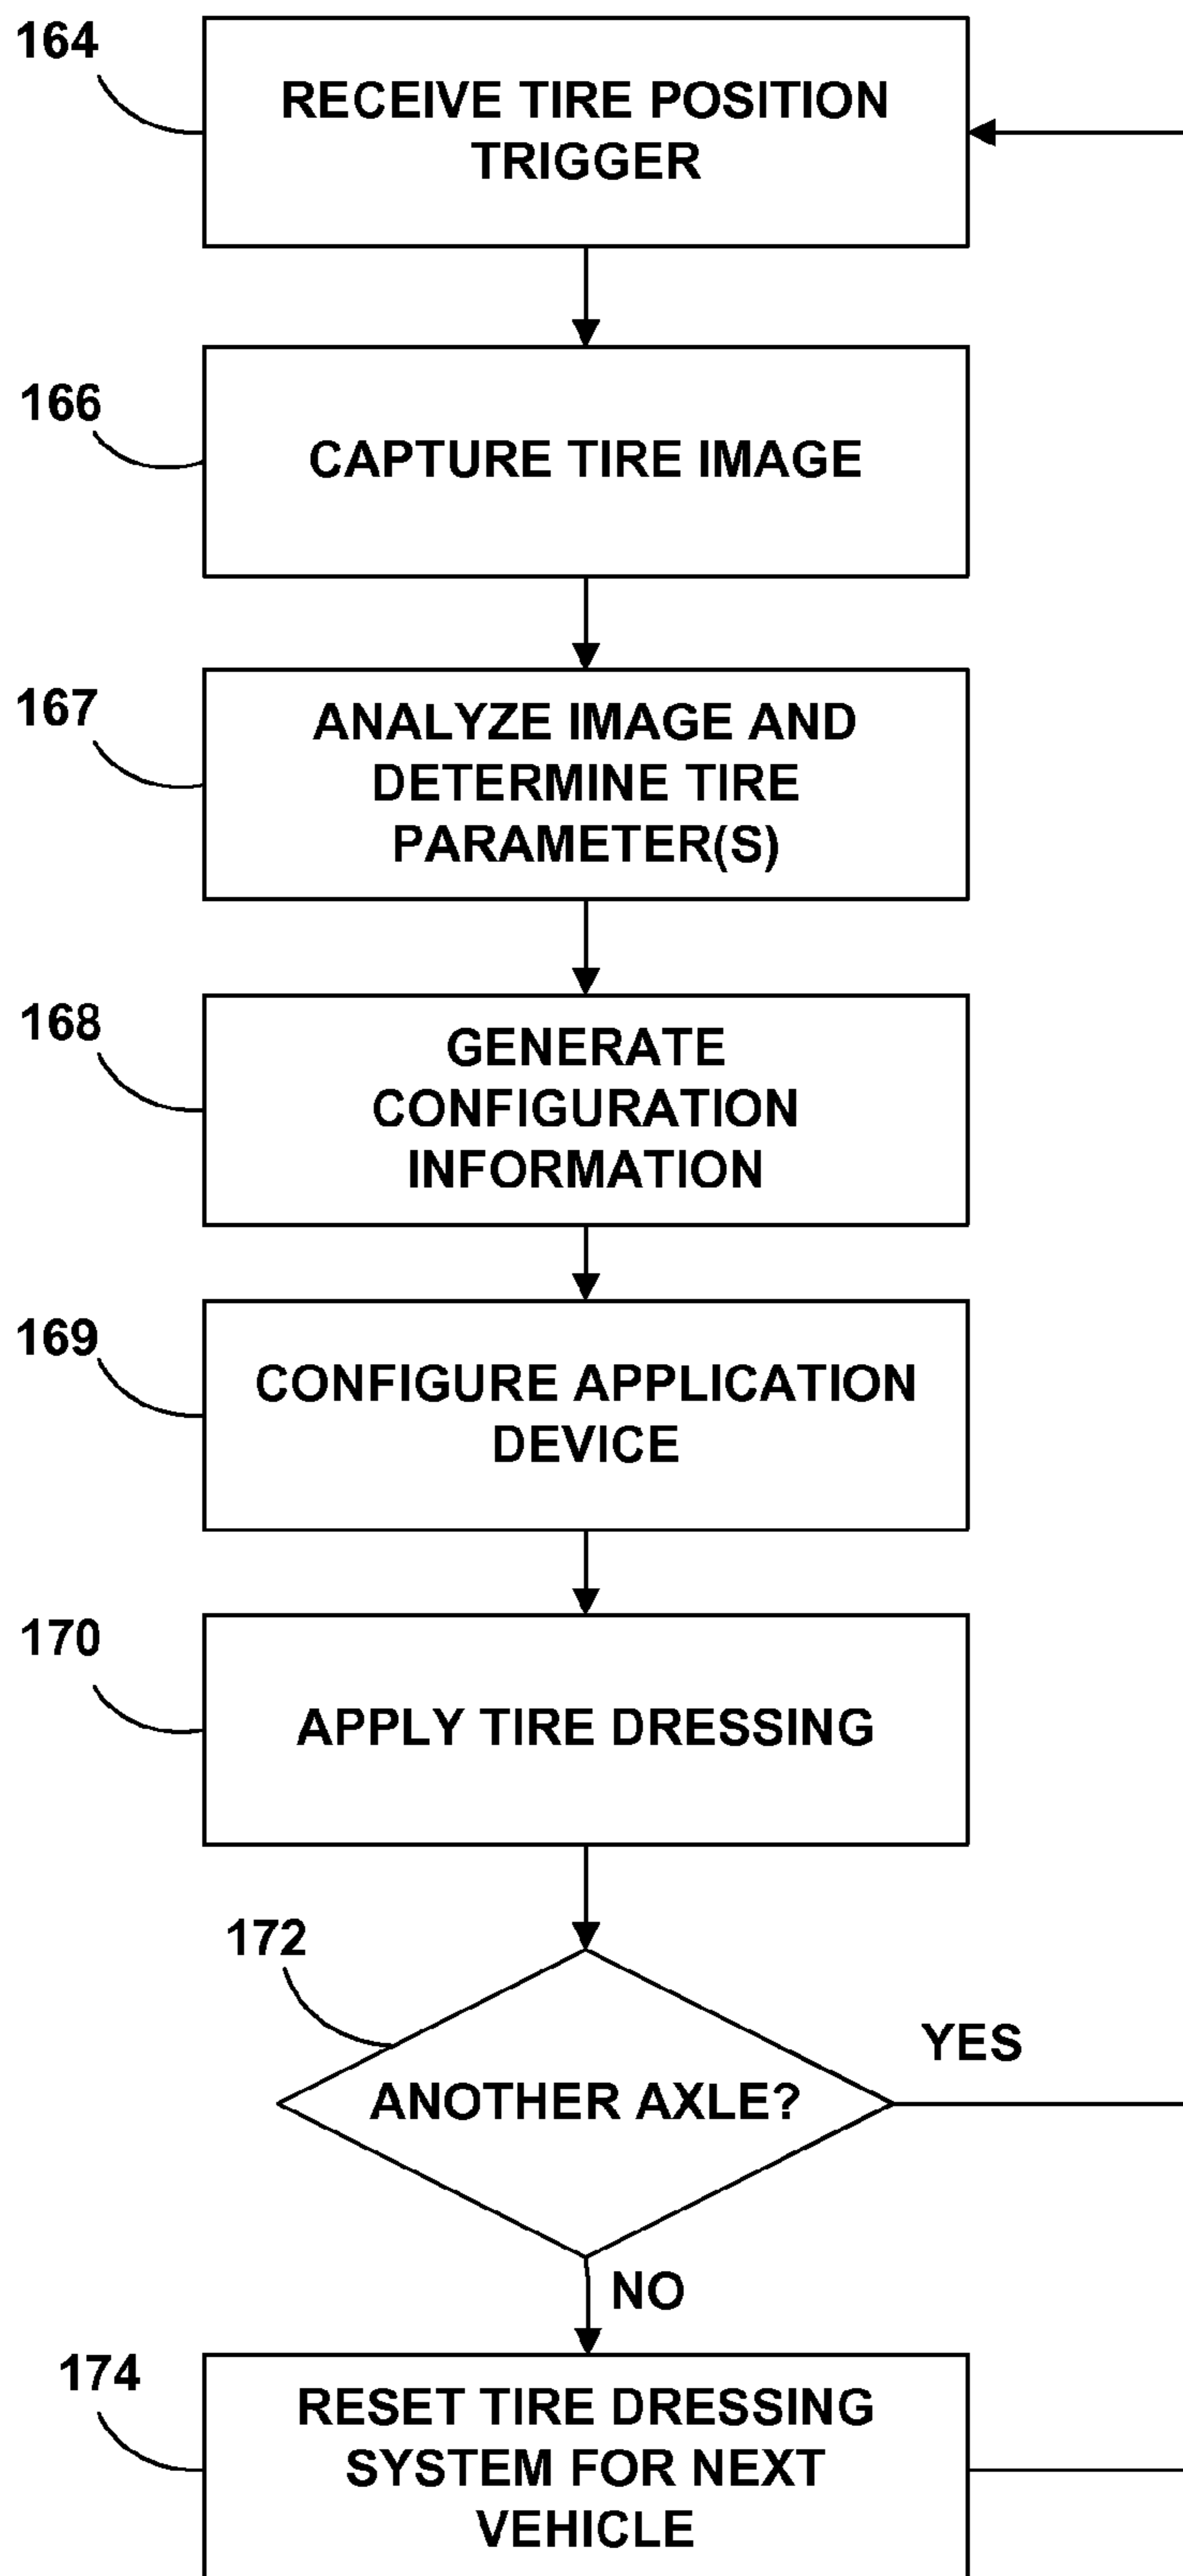 164
RECEIVE TIRE POSITION
TRIGGER
166
CAPTURE TIRE IMAGE
167
ANALYZE IMAGE AND
DETERMINE TIRE
PARAMETER(S)
168
GENERATE
CONFIGURATION
INFORMATION
169
CONFIGURE APPLICATION
DEVICE
170
APPLY TIRE DRESSING
172
ANOTHER AXLE?
YES
NO
174
RESET TIRE DRESSING
SYSTEM FOR NEXT
VEHICLE